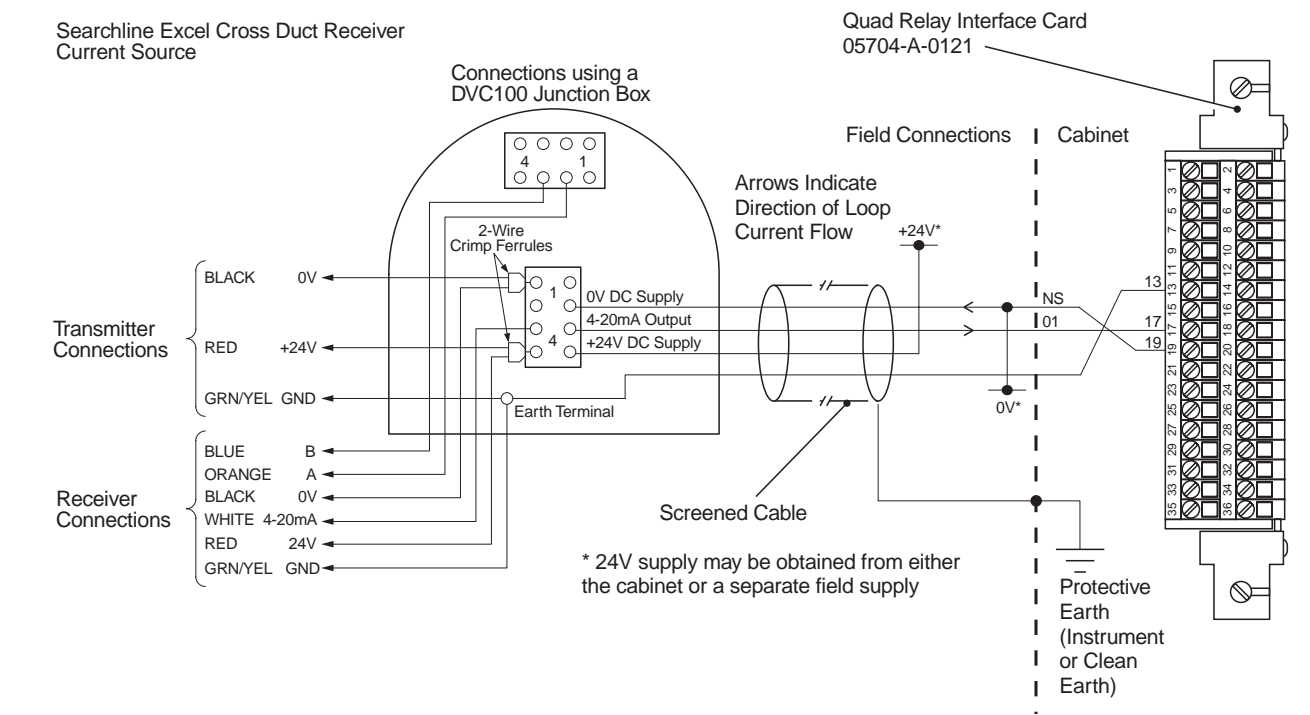 Searchline Excel Cross Duct Receiver
Current Source
Quad Relay Interface Card
05704-A-0121
Connections using a
DVC100 Junction Box
Field Connections
Cabinet
4 1
Arrows Indicate
Direction of Loop
Current Flow
+24V*
2-Wire
Crimp Ferrules
Transmitter
Connections
BLACK 0V
RED +24V
GRN/YEL GND
1
4
0V DC Supply
4-20mA Output
+24V DC Supply
Earth Terminal
NS
01
0V*
13
17
19
Receiver
Connections
BLUE B
ORANGE A
BLACK 0V
WHITE 4-20mA
RED 24V
GRN/YEL GND
Screened Cable
* 24V supply may be obtained from either
the cabinet or a separate field supply
Protective
Earth
(Instrument
or Clean
Earth)
1 2
3 4
5 6
7 8
9 10
11 12
13 14
15 16
17 18
19 20
21 22
23 24
25 26
27 28
29 30
31 32
33 34
35 36